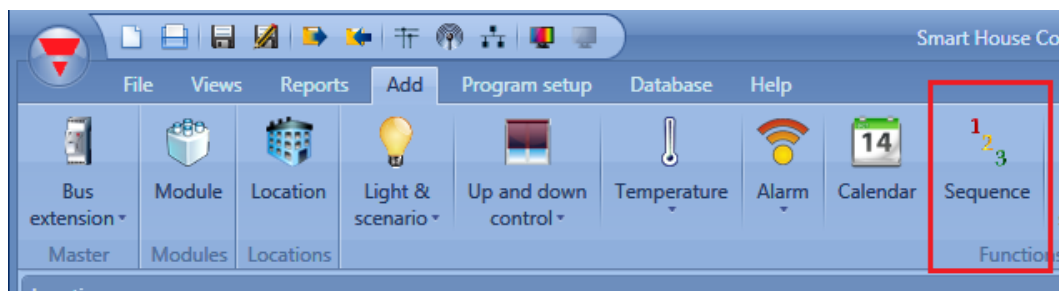 Smart House Co
File Views Reports Add Program setup Database Help
14
1
2
3
Bus
extension
Module
Location
Light &
scenario
Up and down
control
Temperature
Alarm
Calendar
Sequence
Master
Modules
Locations
Functions